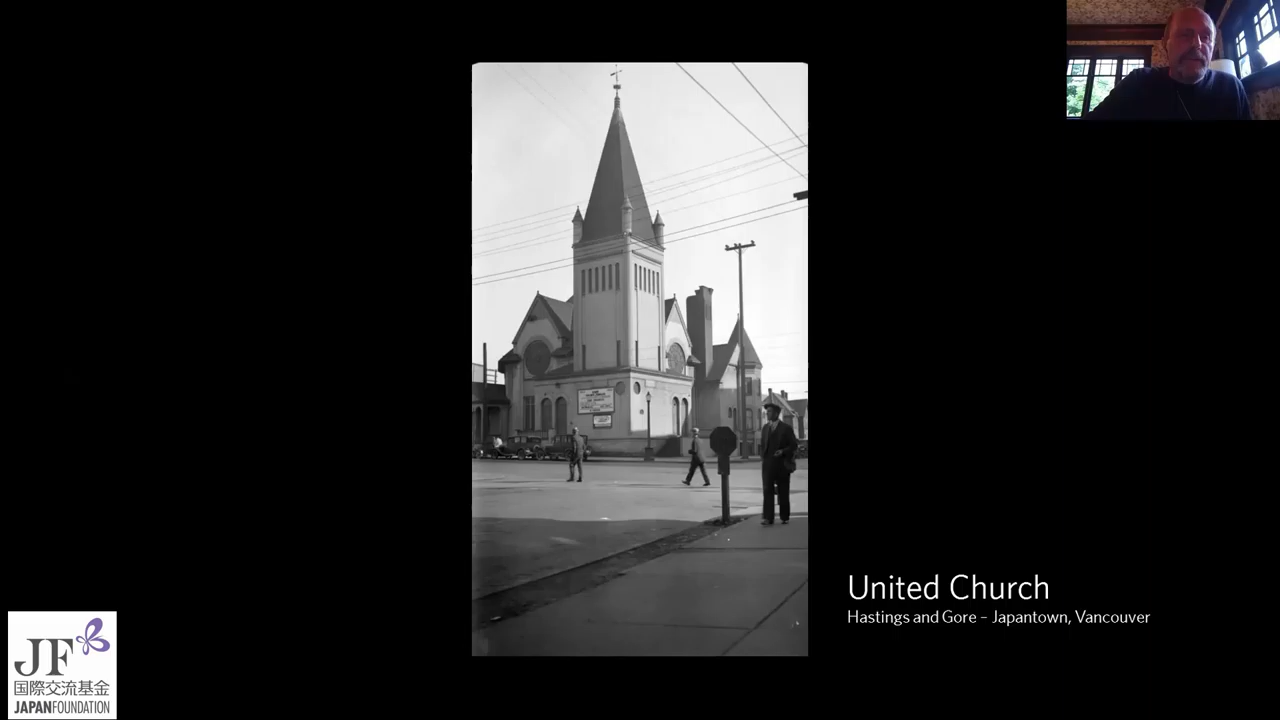 United Church
Hastings and Gore – Japantown, Vancouver
JF
国際交流基金
JAPANFOUNDATION